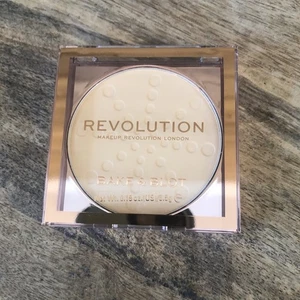 REVOLUTION
MAKEUP REVOLUTION LONDON
BAKE & BLOT